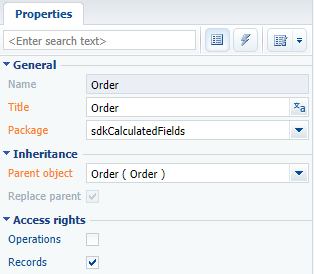 Properties
<Enter search text>
General
Name Order
Title Order
Package sdkCalculatedFields
Inheritance
Parent object Order ( Order )
Replace parent
Access rights
Operations
Records